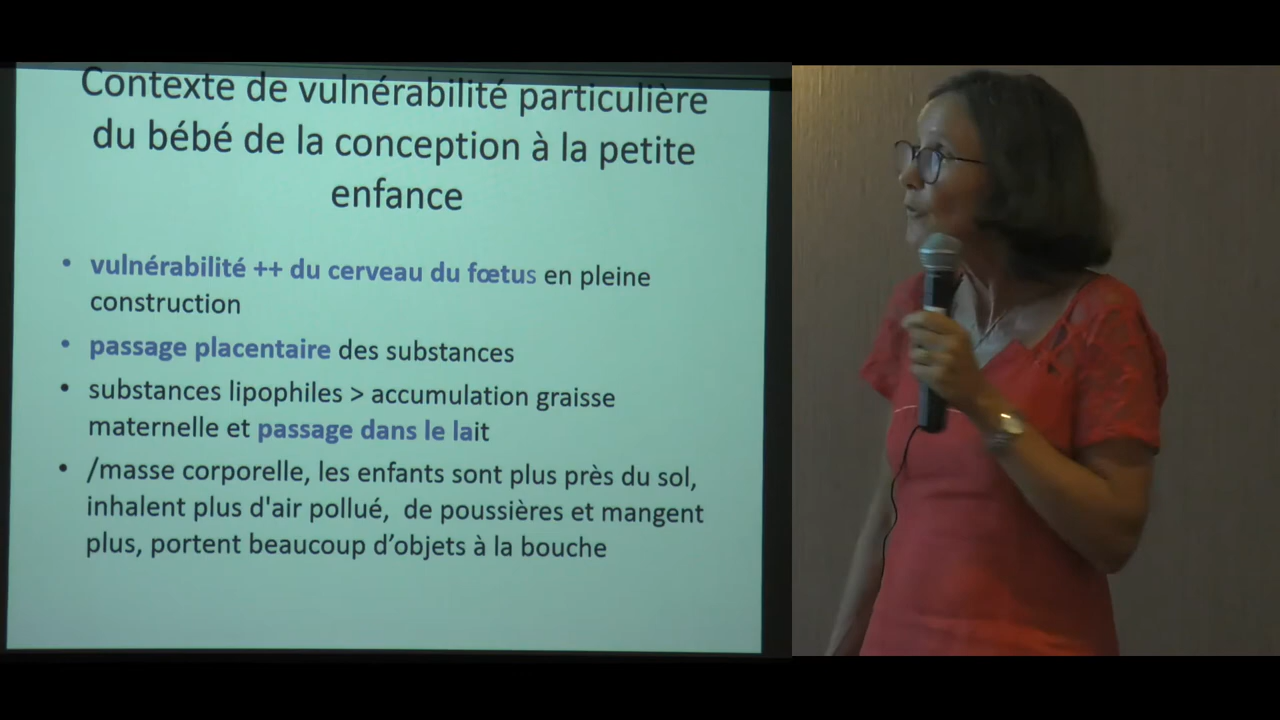 Contexte de vulnérabilité particulière
du bébé de la conception à la petite
enfance
• vulnérabilité ++ du cerveau du fœtus en pleine
construction
• passage placentaire des substances
• substances lipophiles > accumulation graisse
maternelle et passage dans le lait
• /masse corporelle, les enfants sont plus près du sol,
inhalent plus d'air pollué,  de poussières et mangent
plus, portent beaucoup d’objets à la bouche